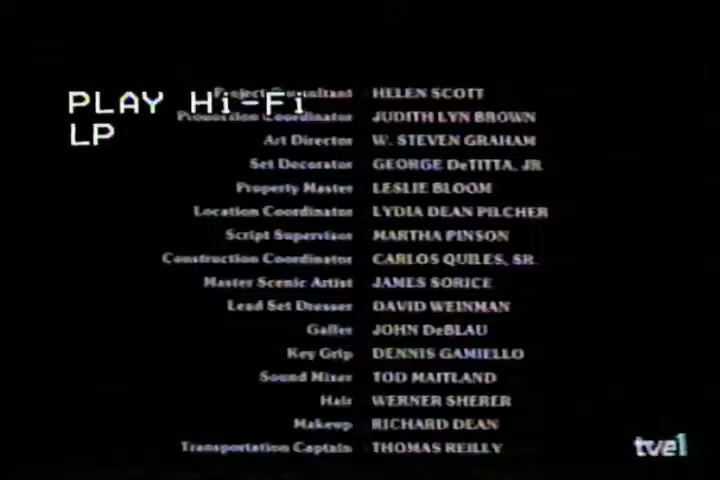 PLAY Hi-Fi
LP
Project Consultant HELEN SCOTT
Production Coordinator JUDITH LYN BROWN
Art Director W. STEVEN GRAHAM
Set Decorator GEORGE DeTITTA, JR.
Property Master LESLIE BLOOM
Location Coordinator LYDIA DEAN PILCHER
Script Supervisor MARTHA PINSON
Construction Coordinator CARLOS QUILES, SR.
Master Scenic Artist JAMES SORICE
Lead Set Dresser DAVID WEINMAN
Gaffer JOHN DeBLAU
Key Grip DENNIS GAMIELLO
Sound Mixer TOD MAITLAND
Hair WERNER SHERER
Makeup RICHARD DEAN
Transportation Captain THOMAS REILLY
tve1